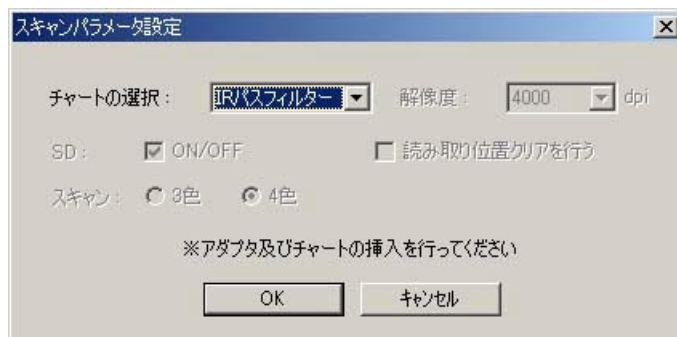 スキャンパラメータ設定
チャートの選択： IRパスフィルター 解像度： 4000 dpi
SD： ON/OFF 読み取り位置クリアを行う
スキャン： 3色 4色
※アダプタ及びチャートの挿入を行ってください
OK キャンセル